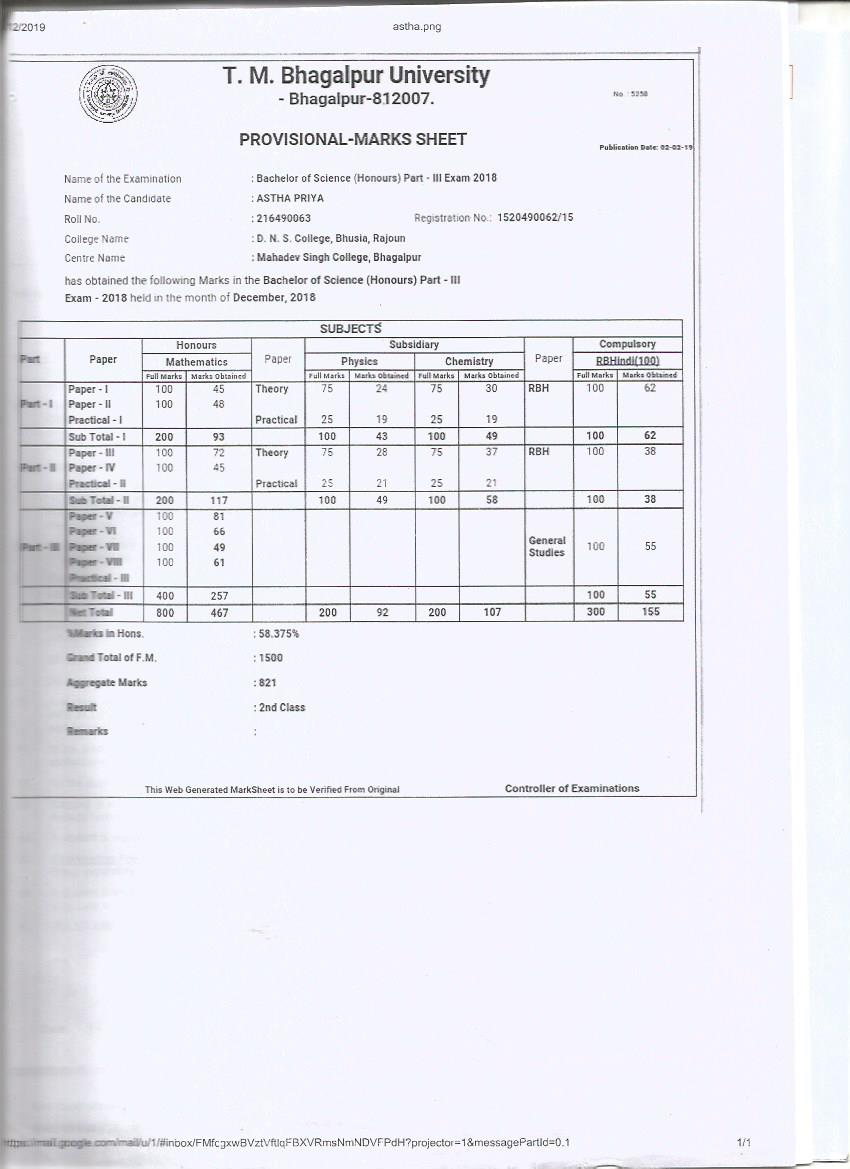 12/2019 astha.png
T. M. Bhagalpur University
- Bhagalpur-812007.
No. : 5258
PROVISIONAL-MARKS SHEET
Publication Date: 02-02-19
Name of the Examination : Bachelor of Science (Honours) Part - III Exam 2018
Name of the Candidate : ASTHA PRIYA
Roll No. : 216490063 Registration No.: 1520490062/15
College Name : D. N. S. College, Bhusia, Rajoun
Centre Name : Mahadev Singh College, Bhagalpur
has obtained the following Marks in the Bachelor of Science (Honours) Part - III
Exam - 2018 held in the month of December, 2018
SUBJECTS
Part Paper Honours Paper Subsidiary Paper Compulsory
Mathematics Physics Chemistry RBHindi(100)
Full Marks Marks Obtained Full Marks Marks Obtained Full Marks Marks Obtained Full Marks Marks Obtained
Paper - I 100 45 Theory 75 24 75 30 RBH 100 62
Part - I Paper - II 100 48
Practical - I Practical 25 19 25 19
Sub Total - I 200 93 100 43 100 49 100 62
Paper - III 100 72 Theory 75 28 75 37 RBH 100 38
Part - II Paper - IV 100 45
Practical - II Practical 25 21 25 21
Sub Total - II 200 117 100 49 100 58 100 38
Paper - V 100 81
Paper - VI 100 66
Part - III Paper - VII 100 49 General Studies 100 55
Paper - VIII 100 61
Practical - III
Sub Total - III 400 257 100 55
Net Total 800 467 200 92 200 107 300 155
%Marks in Hons. : 58.375%
Grand Total of F.M. : 1500
Aggregate Marks : 821
Result : 2nd Class
Remarks :
This Web Generated MarkSheet is to be Verified From Original Controller of Examinations
https://mail.google.com/mail/u/1/#inbox/FMfcgxwBVztVftlqFBXVRmsNmNDVFPdH?projector=1&messagePartId=0.1 1/1